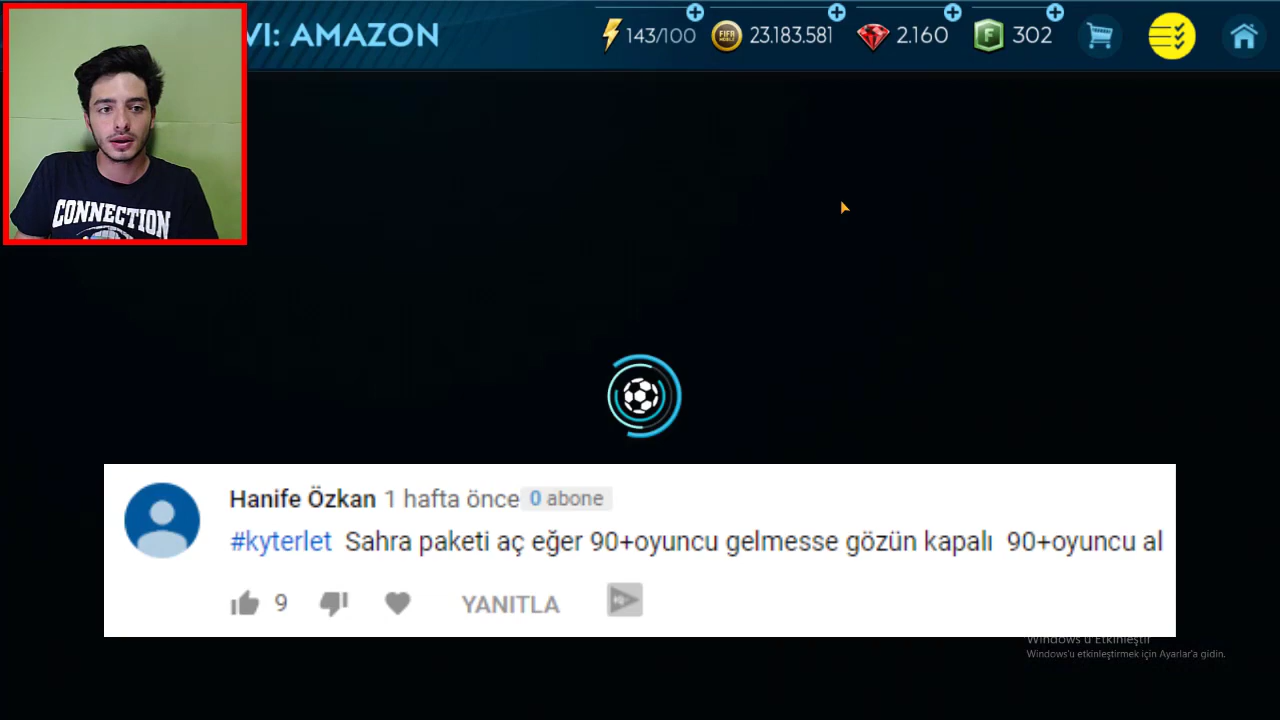 VI: AMAZON
143/100
FIFA MOBILE
23.183.581
2.160
F
302
CONNECTION
Hanife Özkan 1 hafta önce 0 abone
#kyterlet Sahra paketi aç eğer 90+oyuncu gelmesse gözün kapalı 90+oyuncu al
9
YANITLA
Windows'u Etkinleştir
Windows'u etkinleştirmek için Ayarlar'a gidin.